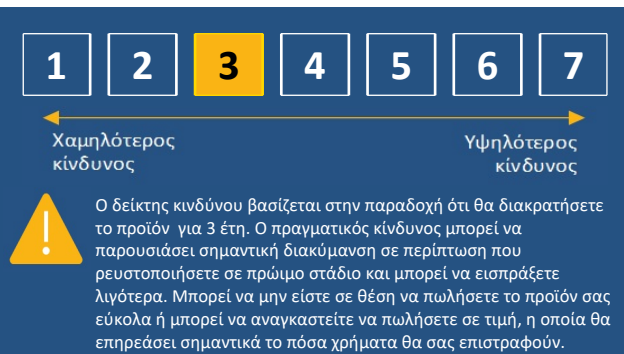 1 2 3 4 5 6 7
Χαμηλότερος Υψηλότερος
κίνδυνος κίνδυνος
Ο δείκτης κινδύνου βασίζεται στην παραδοχή ότι θα διακρατήσετε
το προϊόν για 3 έτη. Ο πραγματικός κίνδυνος μπορεί να
παρουσιάσει σημαντική διακύμανση σε περίπτωση που
ρευστοποιήσετε σε πρώιμο στάδιο και μπορεί να εισπράξετε
λιγότερα. Μπορεί να μην είστε σε θέση να πωλήσετε το προϊόν σας
εύκολα ή μπορεί να αναγκαστείτε να πωλήσετε σε τιμή, η οποία θα
επηρεάσει σημαντικά το πόσα χρήματα θα σας επιστραφούν.